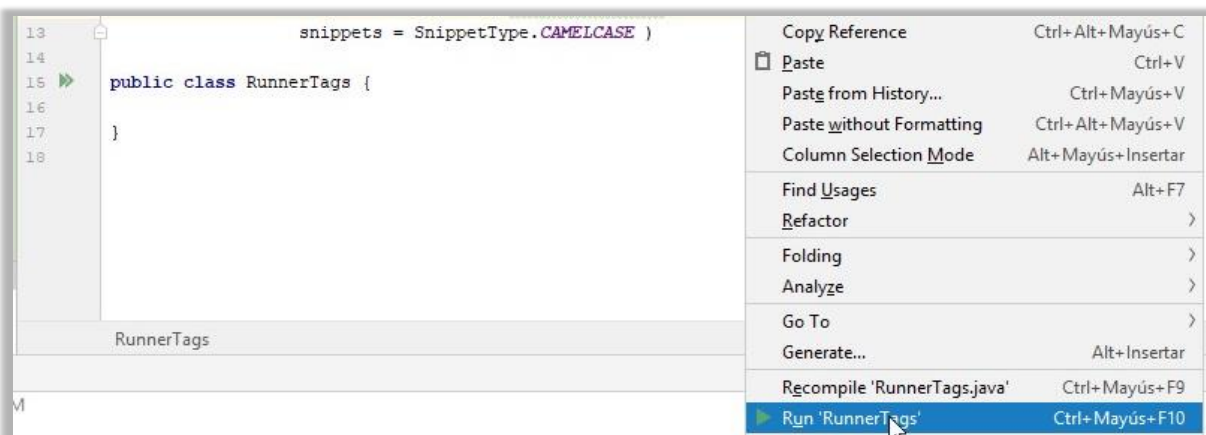 13 snippets = SnippetType.CAMELCASE )
14
15 public class RunnerTags {
16
17 }
18
RunnerTags
M
Copy Reference Ctrl+Alt+Mayús+C
Paste Ctrl+V
Paste from History... Ctrl+Mayús+V
Paste without Formatting Ctrl+Alt+Mayús+V
Column Selection Mode Alt+Mayús+Insertar
Find Usages Alt+F7
Refactor
Folding
Analyze
Go To
Generate... Alt+Insertar
Recompile 'RunnerTags.java' Ctrl+Mayús+F9
Run 'RunnerTags' Ctrl+Mayús+F10